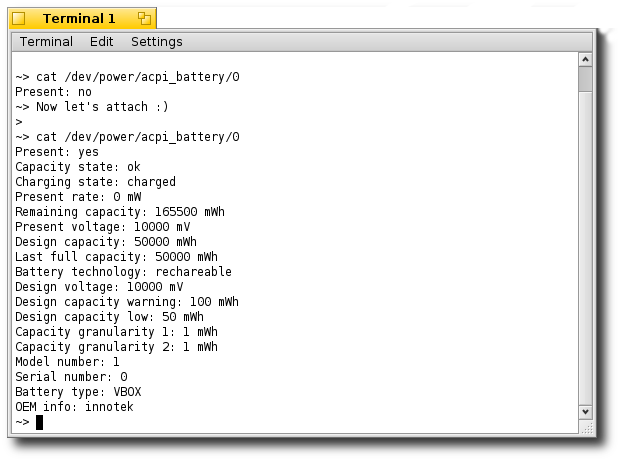 Terminal 1
Terminal Edit Settings
~> cat /dev/power/acpi_battery/0
Present: no
~> Now let's attach :)
>
~> cat /dev/power/acpi_battery/0
Present: yes
Capacity state: ok
Charging state: charged
Present rate: 0 mW
Remaining capacity: 165500 mWh
Present voltage: 10000 mV
Design capacity: 50000 mWh
Last full capacity: 50000 mWh
Battery technology: rechareable
Design voltage: 10000 mV
Design capacity warning: 100 mWh
Design capacity low: 50 mWh
Capacity granularity 1: 1 mWh
Capacity granularity 2: 1 mWh
Model number: 1
Serial number: 0
Battery type: VBOX
OEM info: innotek
~>